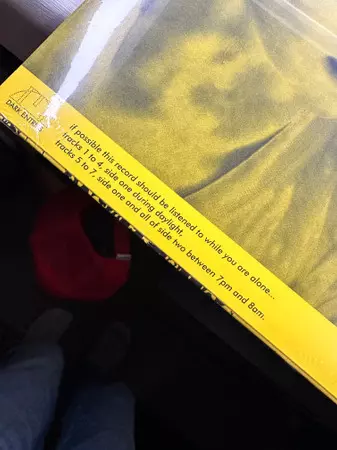 DARK ENTRIES
if possible this record should be listened to while you are alone...
tracks 1 to 4, side one during daylight,
tracks 5 to 7, side one and all of side two between 7pm and 8am.